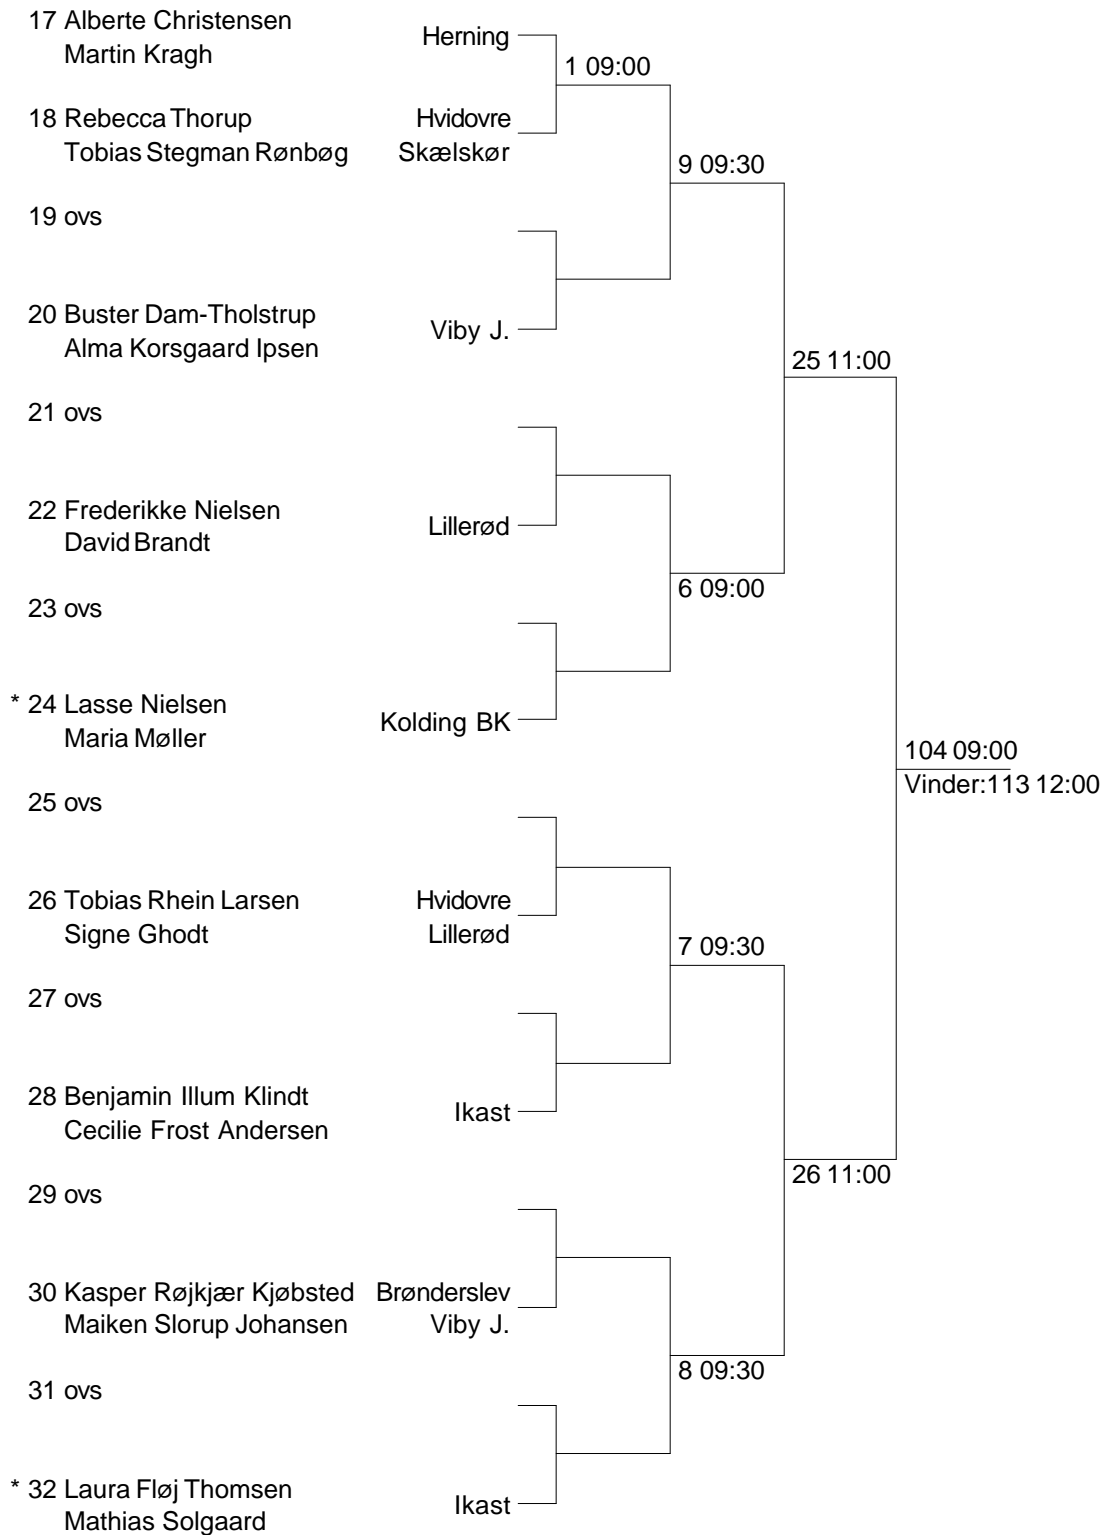 17 Alberte Christensen
Martin Kragh
Herning
1 09:00
18 Rebecca Thorup
Tobias Stegman Rønbøg
Hvidovre
Skælskør
9 09:30
19 ovs
20 Buster Dam-Tholstrup
Alma Korsgaard Ipsen
Viby J.
25 11:00
21 ovs
22 Frederikke Nielsen
David Brandt
Lillerød
6 09:00
23 ovs
* 24 Lasse Nielsen
Maria Møller
Kolding BK
104 09:00
Vinder:113 12:00
25 ovs
26 Tobias Rhein Larsen
Signe Ghodt
Hvidovre
Lillerød
7 09:30
27 ovs
28 Benjamin Illum Klindt
Cecilie Frost Andersen
Ikast
26 11:00
29 ovs
30 Kasper Røjkjær Kjøbsted
Maiken Slorup Johansen
Brønderslev
Viby J.
8 09:30
31 ovs
* 32 Laura Fløj Thomsen
Mathias Solgaard
Ikast